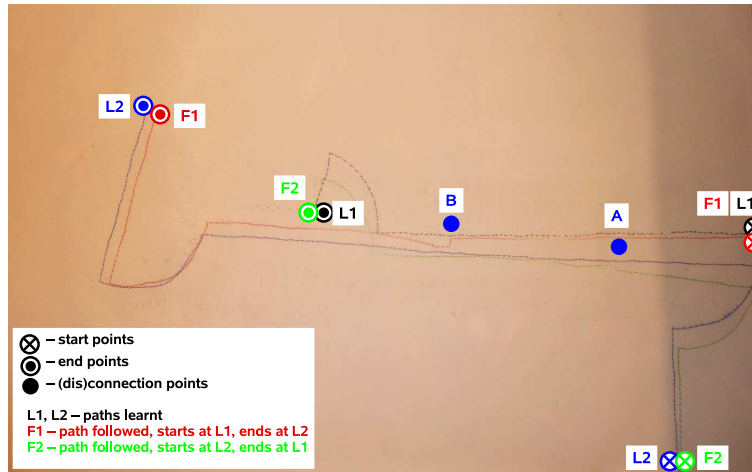 L2
F1
F2
L1
B
A
F1 L1
– start points
– end points
– (dis)connection points
L1, L2 – paths learnt
F1 – path followed, starts at L1, ends at L2
F2 – path followed, starts at L2, ends at L1
L2
F2